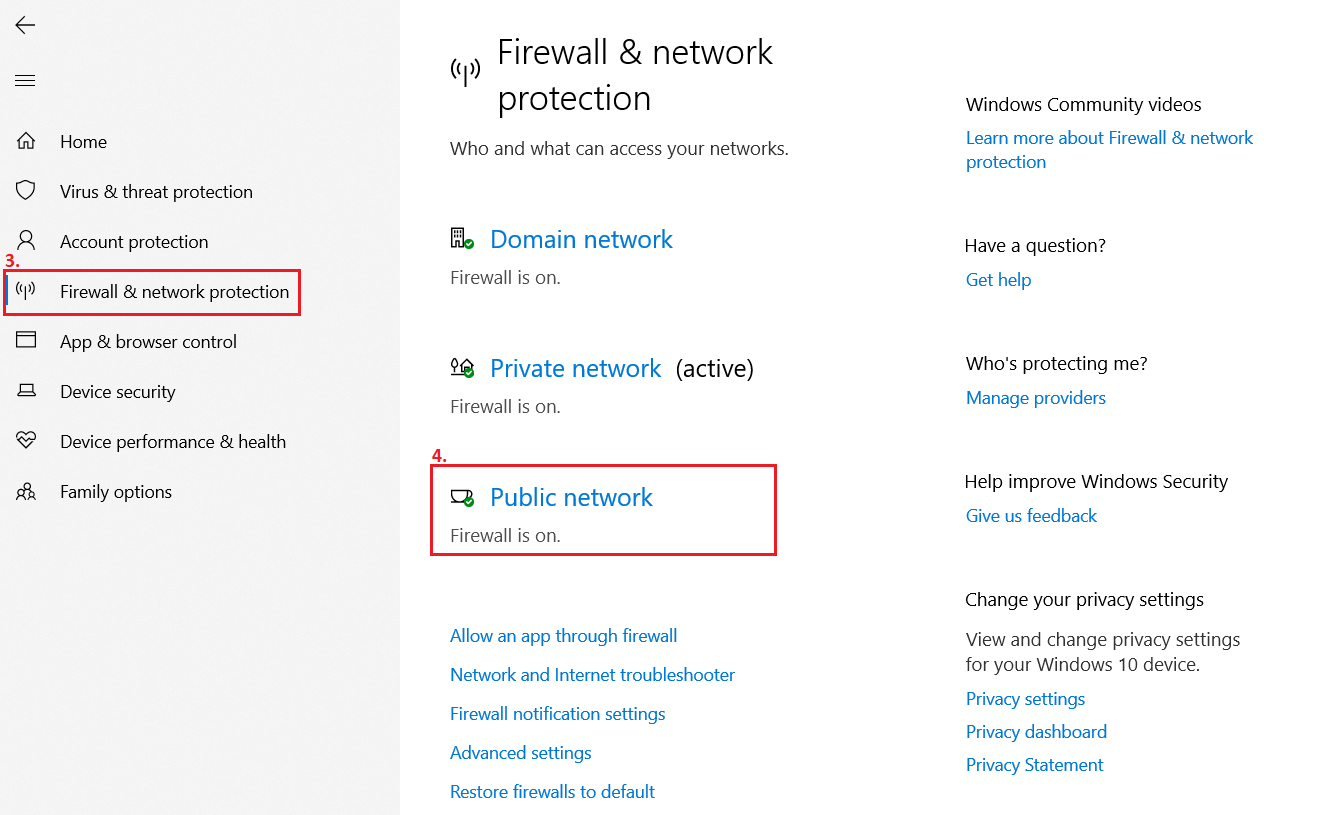 Home
Virus & threat protection
Account protection
3.
Firewall & network protection
App & browser control
Device security
Device performance & health
Family options
Firewall & network
protection
Who and what can access your networks.
Domain network
Firewall is on.
Private network (active)
Firewall is on.
4.
Public network
Firewall is on.
Allow an app through firewall
Network and Internet troubleshooter
Firewall notification settings
Advanced settings
Restore firewalls to default
Windows Community videos
Learn more about Firewall & network
protection
Have a question?
Get help
Who's protecting me?
Manage providers
Help improve Windows Security
Give us feedback
Change your privacy settings
View and change privacy settings
for your Windows 10 device.
Privacy settings
Privacy dashboard
Privacy Statement